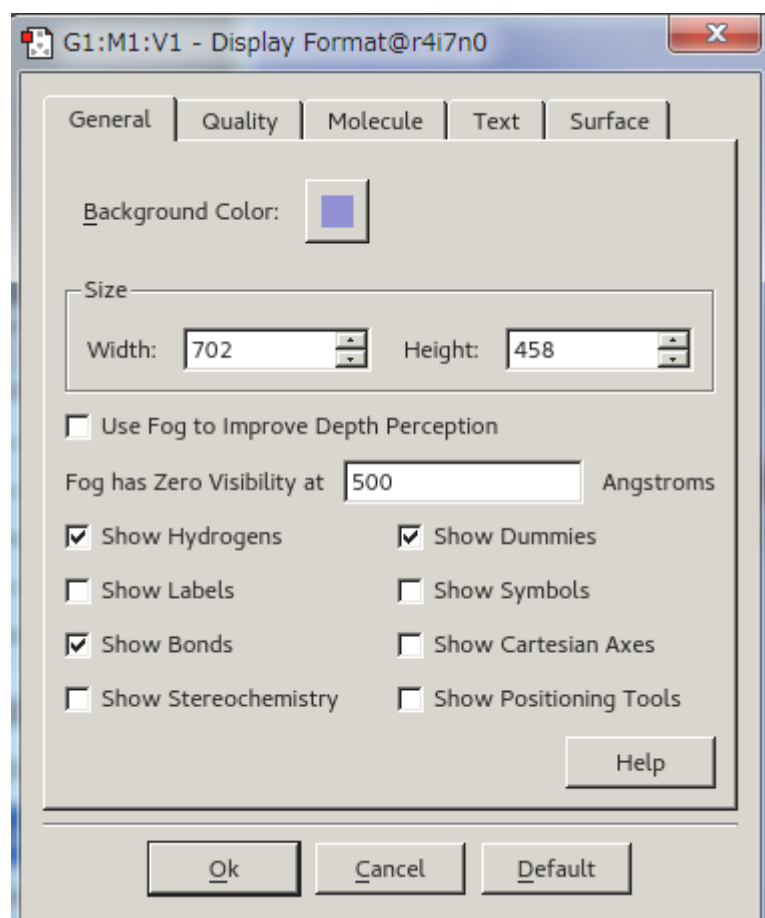 G1:M1:V1 - Display Format@r4i7n0
General Quality Molecule Text Surface
Background Color:
Size
Width: 702 Height: 458
Use Fog to Improve Depth Perception
Fog has Zero Visibility at 500 Angstroms
Show Hydrogens Show Dummies
Show Labels Show Symbols
Show Bonds Show Cartesian Axes
Show Stereochemistry Show Positioning Tools
Help
Ok Cancel Default